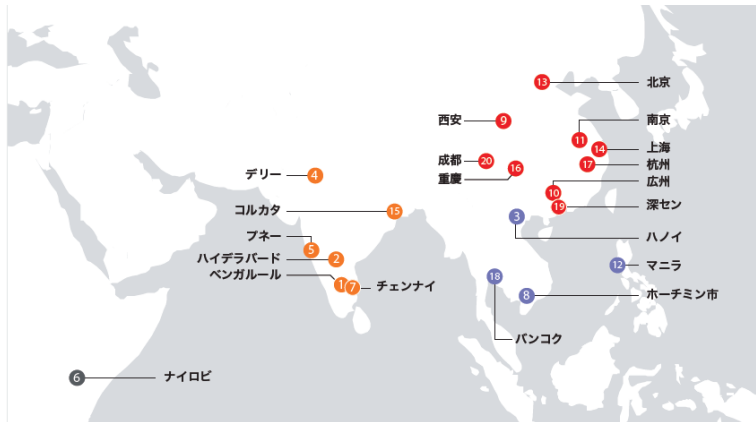 13 北京
西安 9
11 南京
14 上海
成都 20
17 杭州
重慶 16
デリー 4
10 広州
19 深セン
コルカタ 15
3 ハノイ
プネー 5
ハイデラバード 2
12 マニラ
ベンガルール 1
7 チェンナイ
18 バンコク
8 ホーチミン市
6 ナイロビ